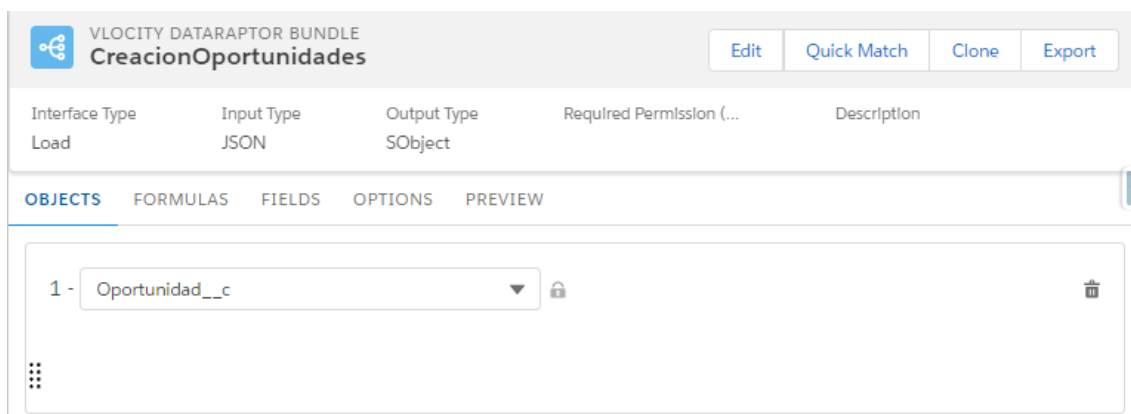 VLOCITY DATARAPTOR BUNDLE
CreacionOportunidades
Edit Quick Match Clone Export
Interface Type Input Type Output Type Required Permission (... Description
Load JSON SObject
OBJECTS FORMULAS FIELDS OPTIONS PREVIEW
1 - Oportunidad__c